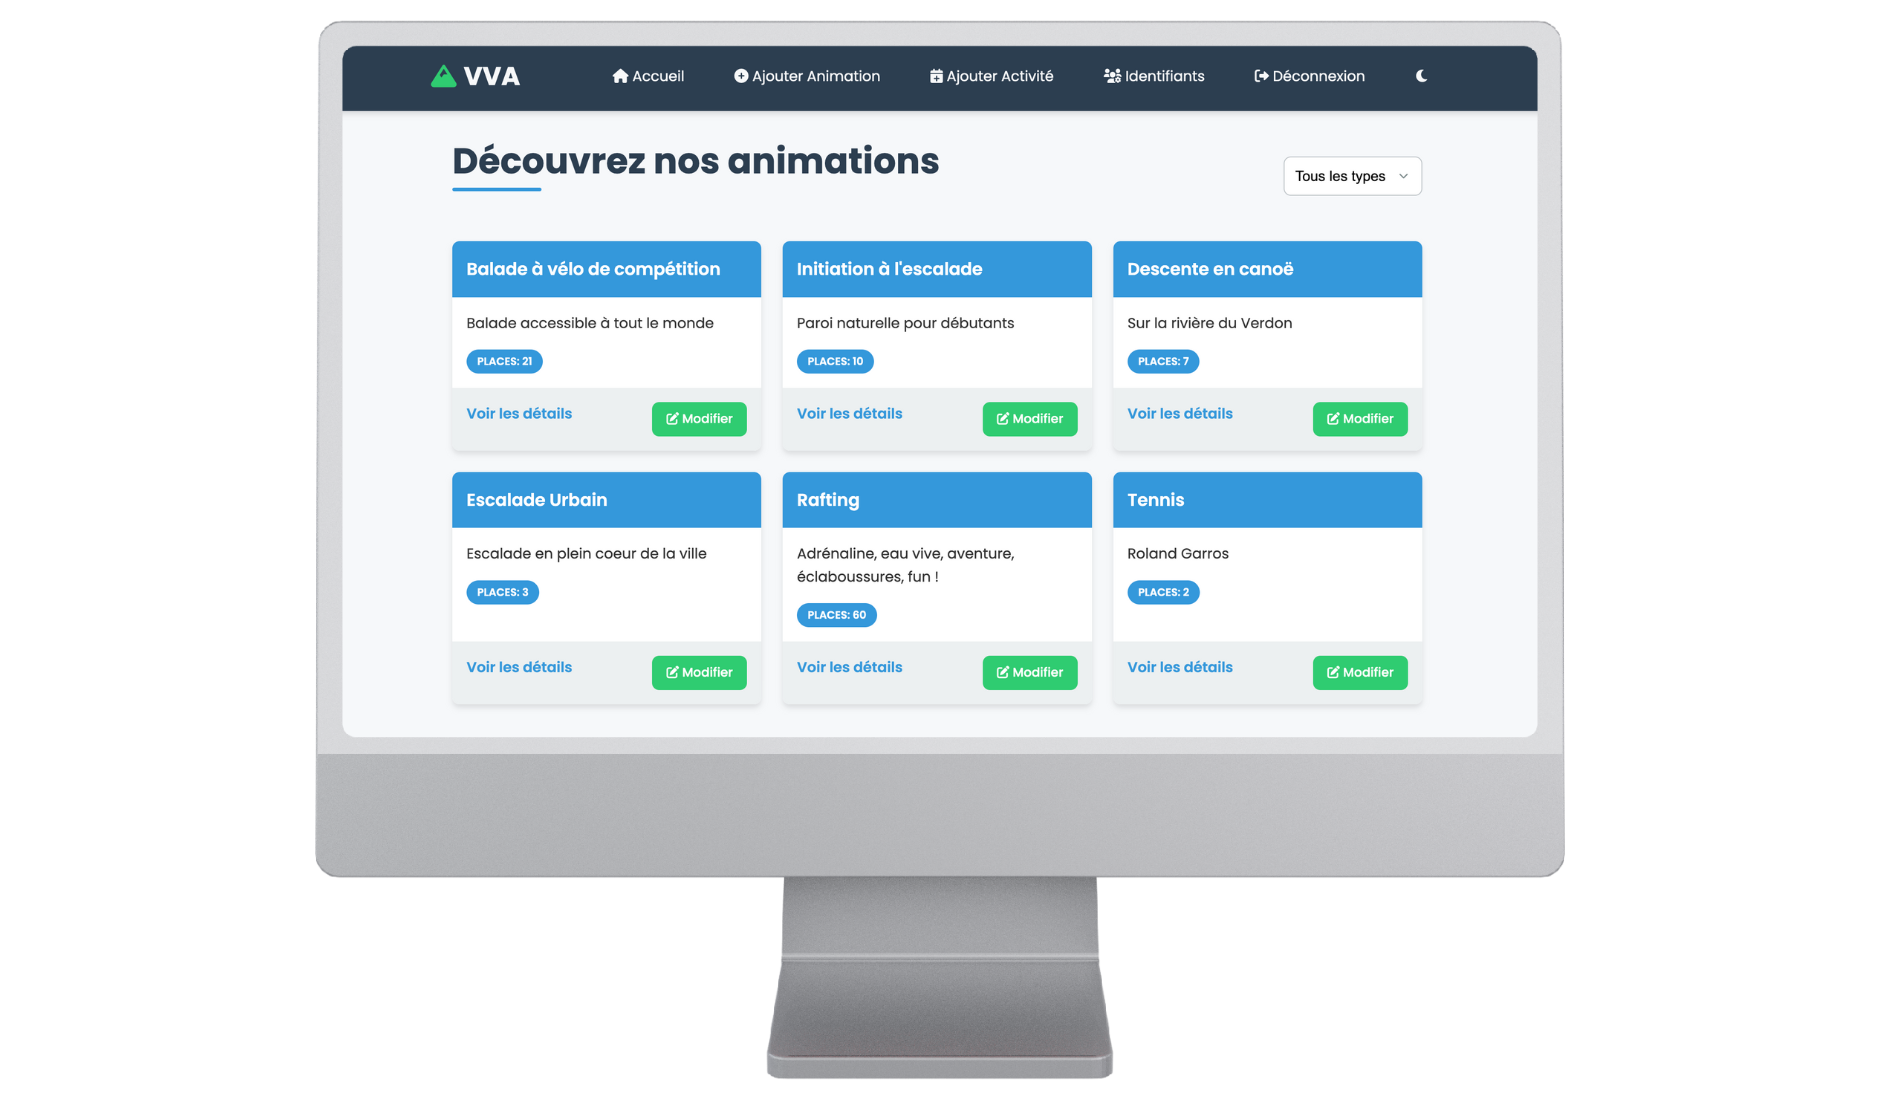 VVA
Accueil
Ajouter Animation
Ajouter Activité
Identifiants
Déconnexion
Découvrez nos animations
Tous les types
Balade à vélo de compétition
Balade accessible à tout le monde
PLACES: 21
Voir les détails
Modifier
Initiation à l'escalade
Paroi naturelle pour débutants
PLACES: 10
Voir les détails
Modifier
Descente en canoë
Sur la rivière du Verdon
PLACES: 7
Voir les détails
Modifier
Escalade Urbain
Escalade en plein coeur de la ville
PLACES: 3
Voir les détails
Modifier
Rafting
Adrénaline, eau vive, aventure,
éclaboussures, fun !
PLACES: 60
Voir les détails
Modifier
Tennis
Roland Garros
PLACES: 2
Voir les détails
Modifier